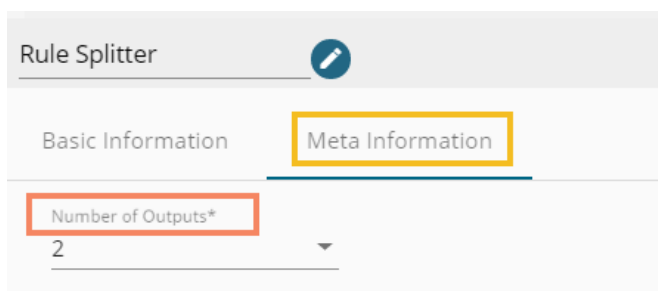 Rule Splitter
Basic Information Meta Information
Number of Outputs*
2